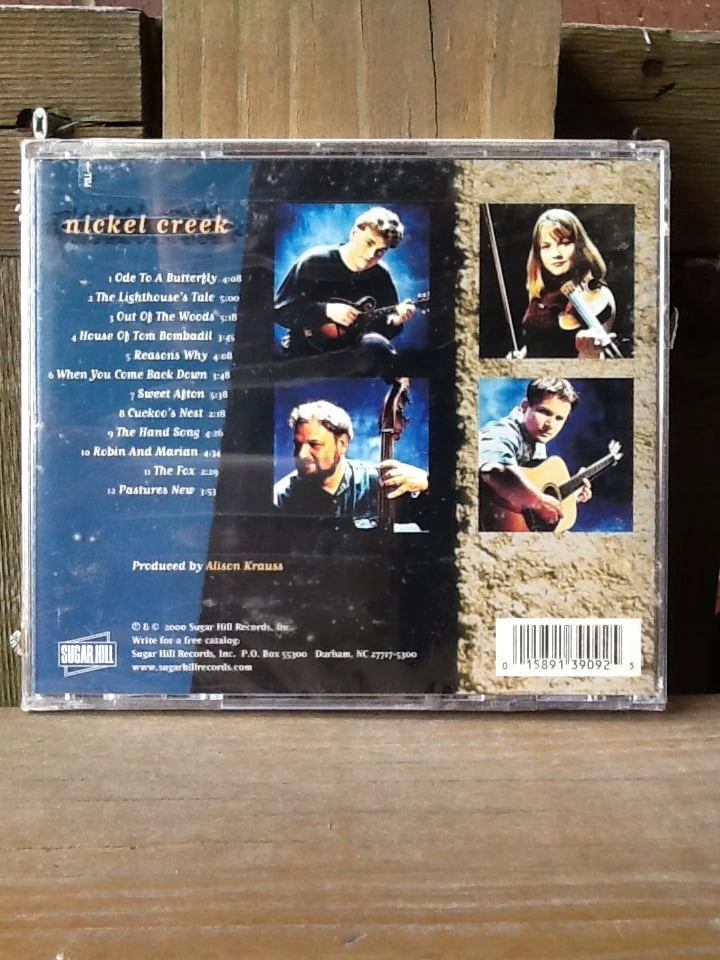 PULL
nickel creek
1 Ode To A Butterfly 4:08
2 The Lighthouse's Tale 5:00
3 Out Of The Woods 5:18
4 House Of Tom Bombadil 3:45
5 Reasons Why 4:08
6 When You Come Back Down 3:48
7 Sweet Afton 5:38
8 Cuckoo's Nest 2:18
9 The Hand Song 4:26
10 Robin And Marian 4:34
11 The Fox 2:29
12 Pastures New 3:53
Produced by Alison Krauss
℗ & © 2000 Sugar Hill Records, Inc.
Write for a free catalog:
Sugar Hill Records, Inc. P.O. Box 55300 Durham, NC 27717-5300
www.sugarhillrecords.com
SUGAR HILL
0 15891 39092 5